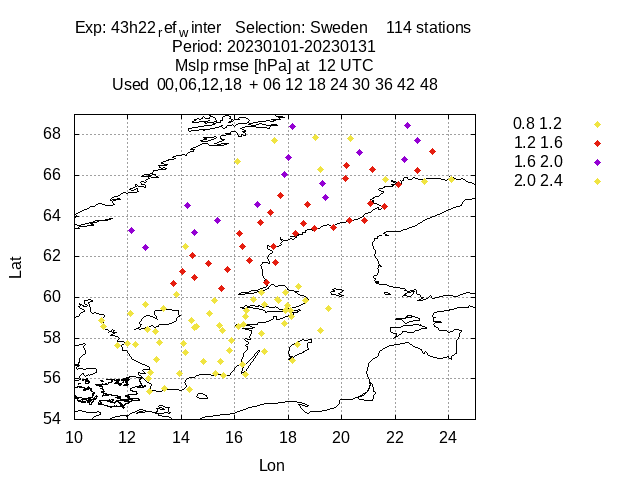 Exp: 43h22refwinter   Selection: Sweden    114 stations
Period: 20230101-20230131
Mslp rmse [hPa] at  12 UTC
Used  00,06,12,18  + 06 12 18 24 30 36 42 48
0.8 1.2
1.2 1.6
1.6 2.0
2.0 2.4
68
66
64
62
60
58
56
54
Lat
10 12 14 16 18 20 22 24
Lon